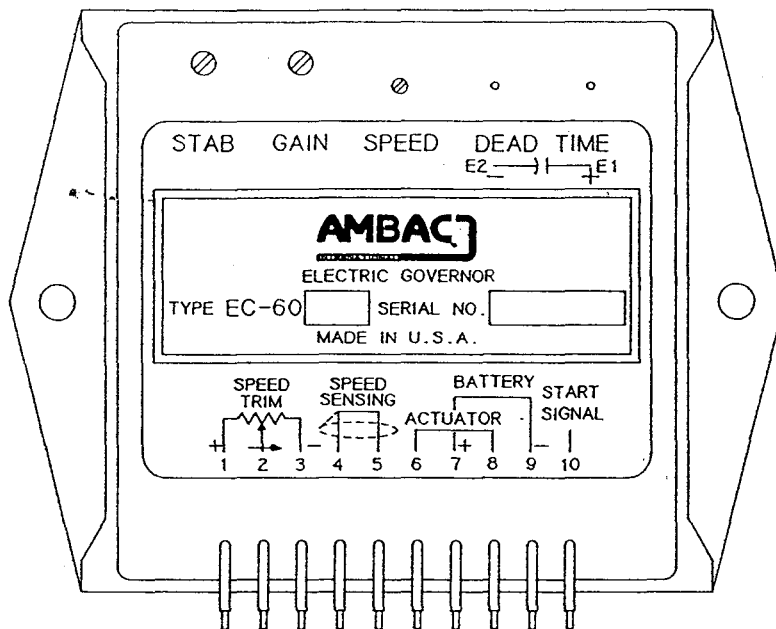 STAB GAIN SPEED DEAD TIME
E2 E1
− +
AMBAC
ELECTRIC GOVERNOR
TYPE EC-60 SERIAL NO.
MADE IN U.S.A.
SPEED TRIM
SPEED SENSING
BATTERY
ACTUATOR
START SIGNAL
+ − + −
1 2 3 4 5 6 7 8 9 10